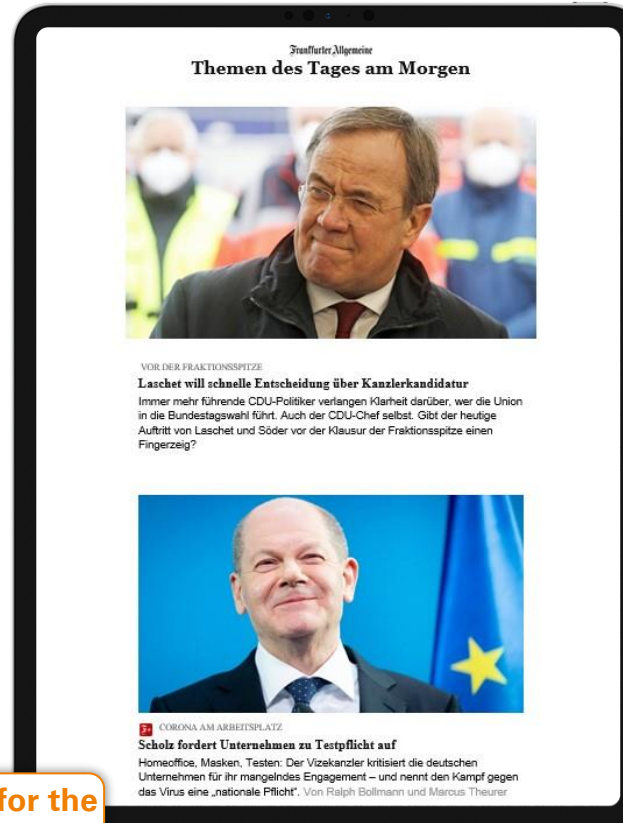 Frankfurter Allgemeine
Themen des Tages am Morgen
VOR DER FRAKTIONSSPITZE
Laschet will schnelle Entscheidung über Kanzlerkandidatur
Immer mehr führende CDU-Politiker verlangen Klarheit darüber, wer die Union
in die Bundestagswahl führt. Auch der CDU-Chef selbst. Gibt der heutige
Auftritt von Laschet und Söder vor der Klausur der Fraktionsspitze einen
Fingerzeig?
F+ CORONA AM ARBEITSPLATZ
Scholz fordert Unternehmen zu Testpflicht auf
Homeoffice, Masken, Testen: Der Vizekanzler kritisiert die deutschen
Unternehmen für ihr mangelndes Engagement – und nennt den Kampf gegen
das Virus eine „nationale Pflicht“. Von Ralph Bollmann und Marcus Theurer
for the